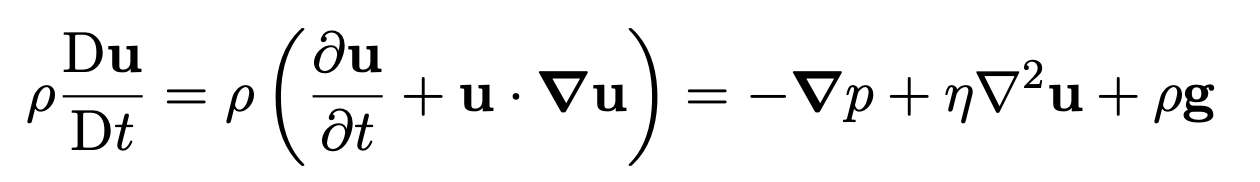 ρ Du/Dt = ρ (∂u/∂t + u · ∇u) = −∇p + η∇²u + ρg